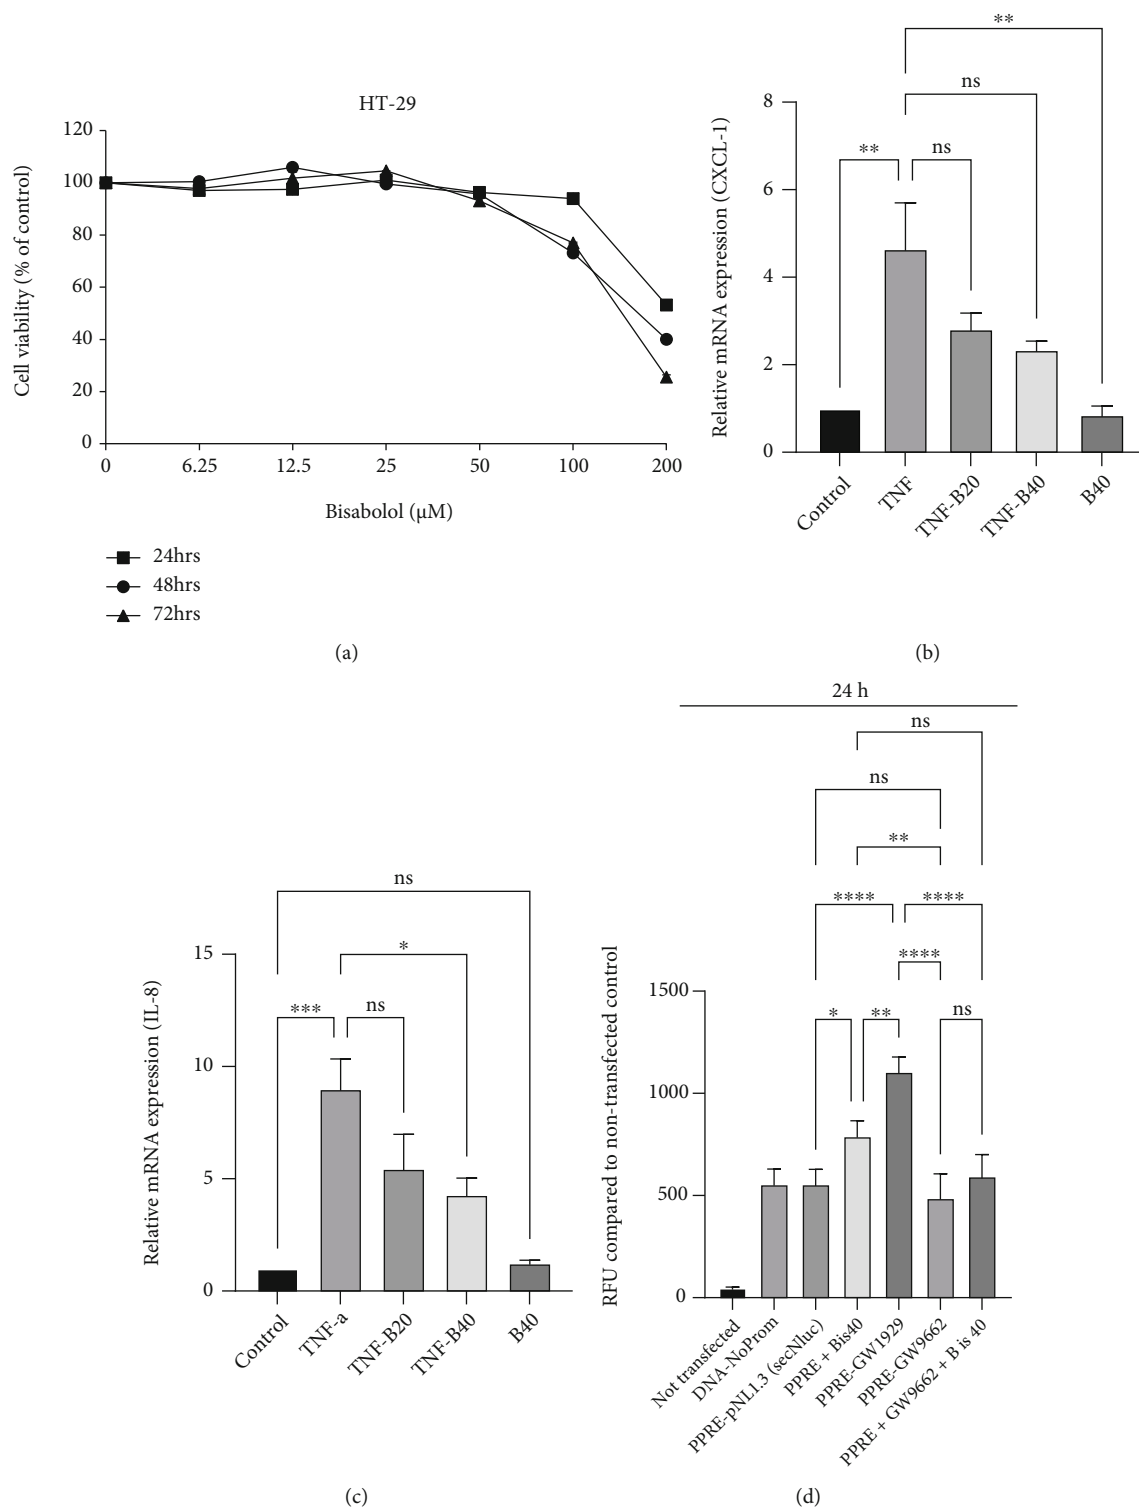 HT-29
Cell viability (% of control)
120
100
80
60
40
20
0
0 6.25 12.5 25 50 100 200
Bisabolol (μM)
24hrs
48hrs
72hrs
(a)
**
ns
** ns
Relative mRNA expression (CXCL-1)
8
6
4
2
0
Control TNF TNF-B20 TNF-B40 B40
(b)
ns
*
*** ns
Relative mRNA expression (IL-8)
15
10
5
0
Control TNF-a TNF-B20 TNF-B40 B40
(c)
24 h
ns
ns
**
**** ****
****
* ** ns
RFU compared to non-transfected control
1500
1000
500
0
Not transfected
DNA-NoProm
PPRE-pNL1.3 (secNluc)
PPRE + Bis40
PPRE-GW1929
PPRE-GW9662
PPRE + GW9662 + B is 40
(d)